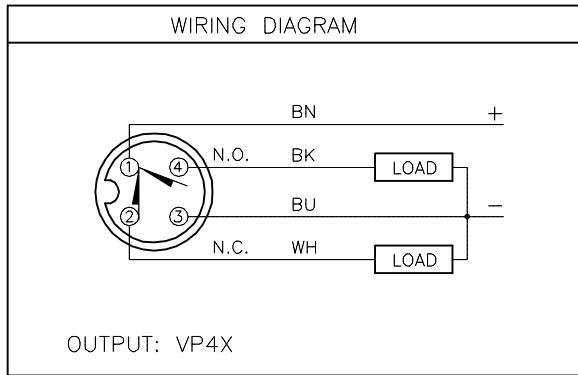 WIRING DIAGRAM
BN +
1 4 N.O. BK LOAD
BU −
2 3
N.C. WH LOAD
OUTPUT: VP4X